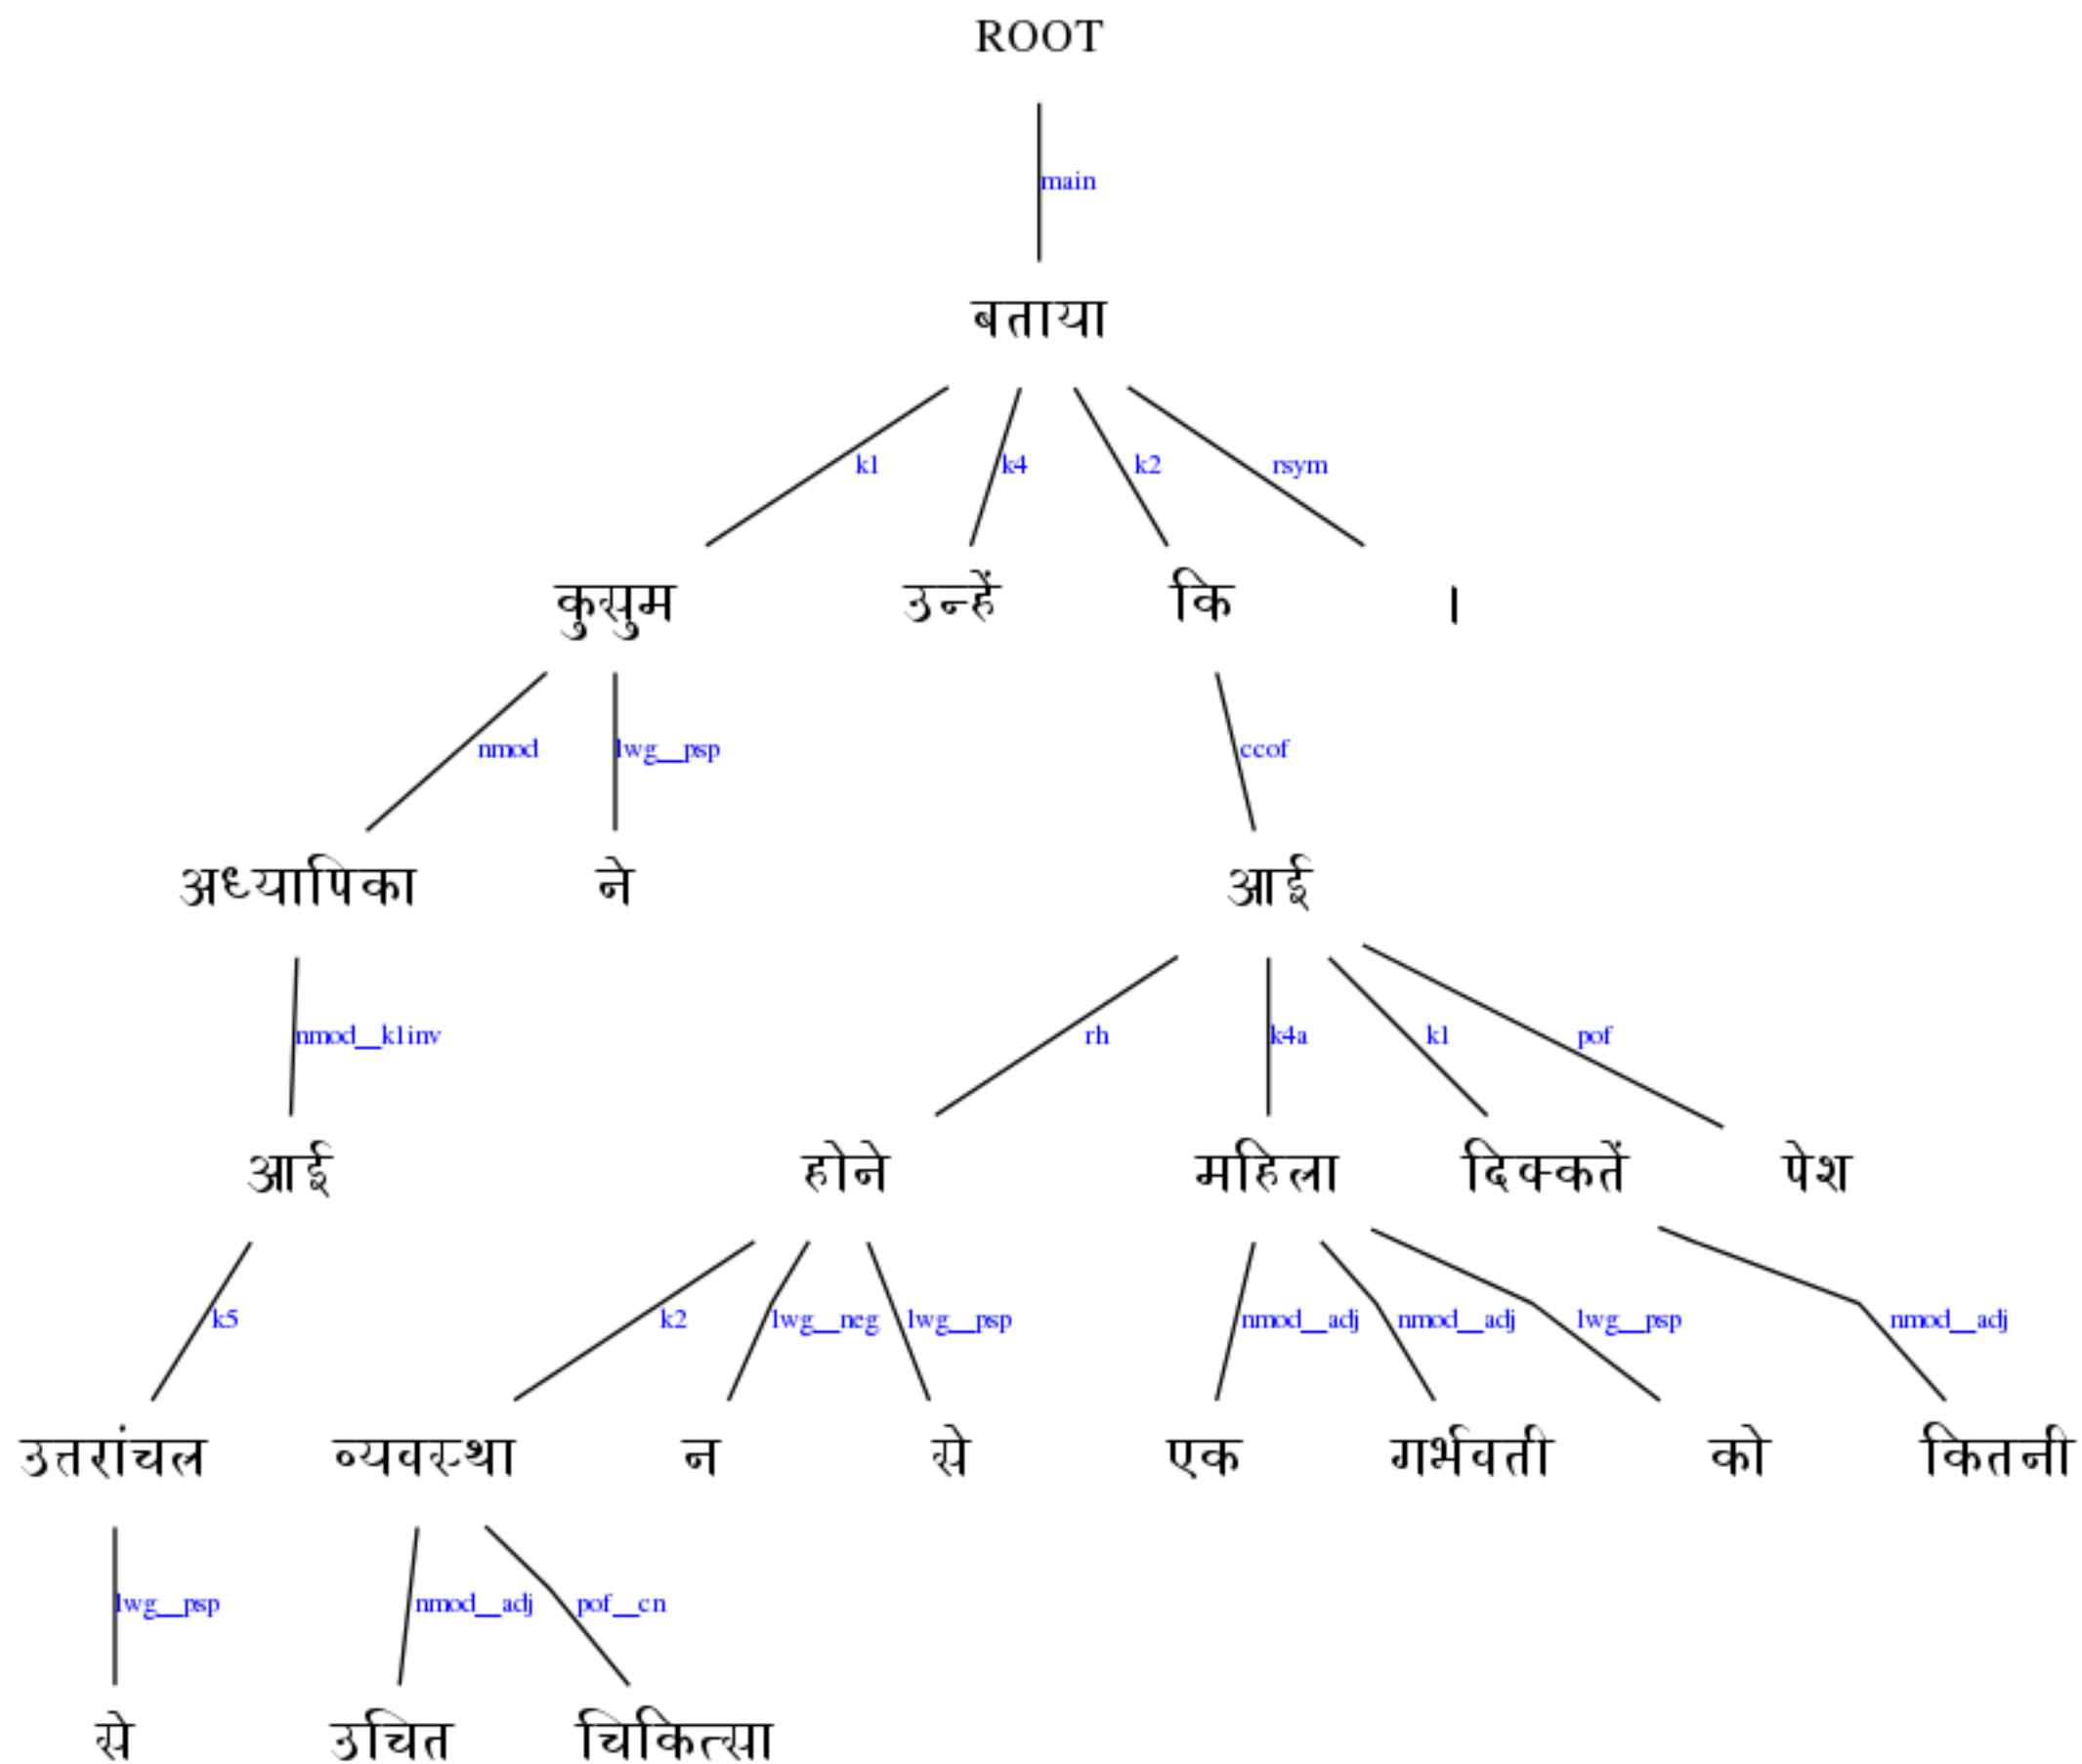 ROOT
main
बताया
k1 k4 k2 rsym
कुसुम उन्हें कि ।
nmod lwg__psp ccof
अध्यापिका ने आई
nmod__k1inv rh k4a k1 pof
आई होने महिला दिक्कतें पेश
k5 k2 lwg__neg lwg__psp nmod__adj nmod__adj lwg__psp nmod__adj
उत्तरांचल व्यवस्था न से एक गर्भवती को कितनी
lwg__psp nmod__adj pof__cn
से उचित चिकित्सा